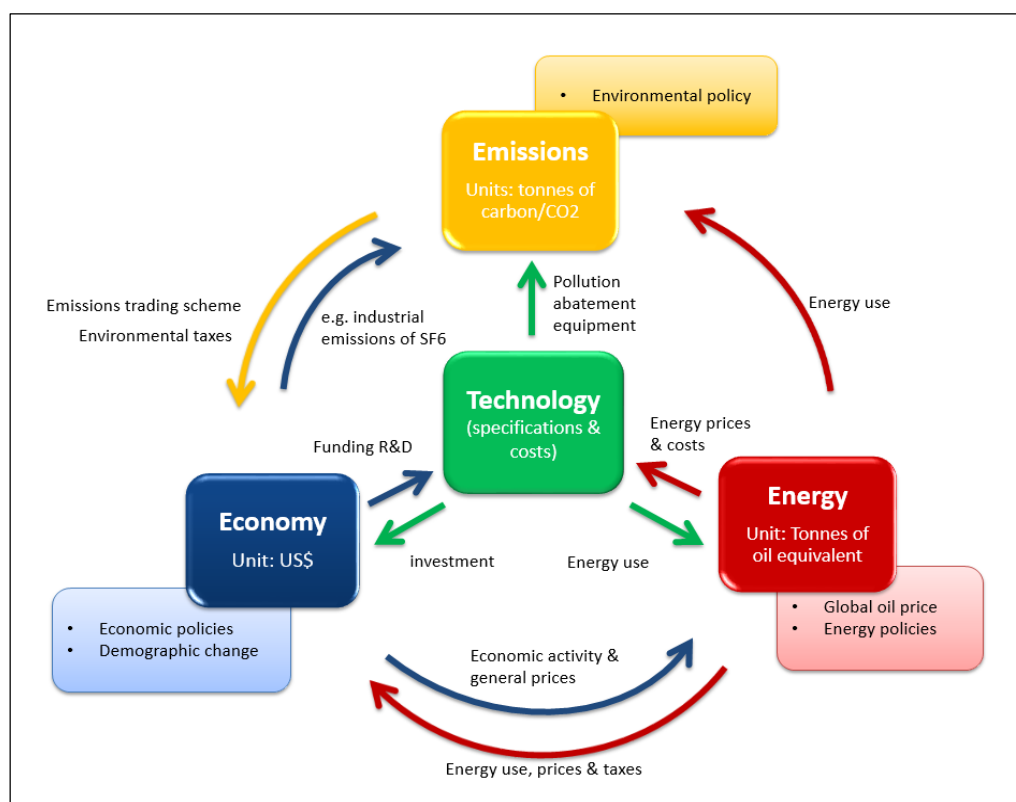 • Environmental policy
Emissions
Units: tonnes of
carbon/CO2
Emissions trading scheme
Environmental taxes
e.g. industrial
emissions of SF6
Pollution
abatement
equipment
Energy use
Technology
(specifications &
costs)
Funding R&D
Energy prices
& costs
Economy
Unit: US$
investment
Energy use
Energy
Unit: Tonnes of
oil equivalent
• Economic policies
• Demographic change
• Global oil price
• Energy policies
Economic activity &
general prices
Energy use, prices & taxes